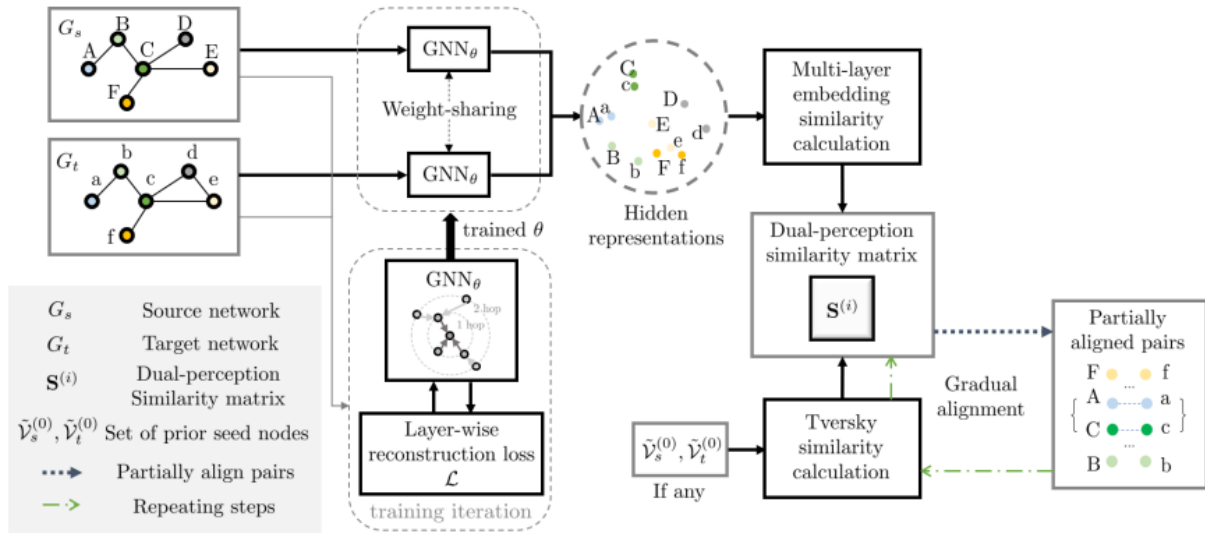 G_s
A
B
C
D
E
F
G_t
a
b
c
d
e
f
GNN_θ
Weight-sharing
GNN_θ
trained θ
GNN_θ
2 hop
1 hop
Layer-wise
reconstruction loss
ℒ
training iteration
C
c
A
a
D
E
d
e
B
b
F
f
Hidden
representations
Multi-layer
embedding
similarity
calculation
Dual-perception
similarity matrix
S^(i)
Tversky
similarity
calculation
Ṽ_s^(0), Ṽ_t^(0)
If any
Gradual
alignment
Partially
aligned pairs
F f
...
A a
{ }
C c
...
B b
G_s Source network
G_t Target network
S^(i) Dual-perception
Similarity matrix
Ṽ_s^(0), Ṽ_t^(0) Set of prior seed nodes
Partially align pairs
Repeating steps